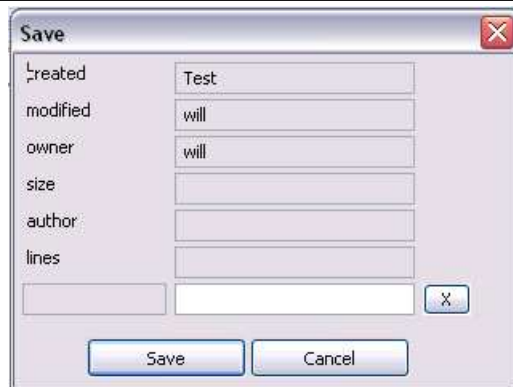 Save
created Test
modified will
owner will
size
author
lines
X
Save Cancel